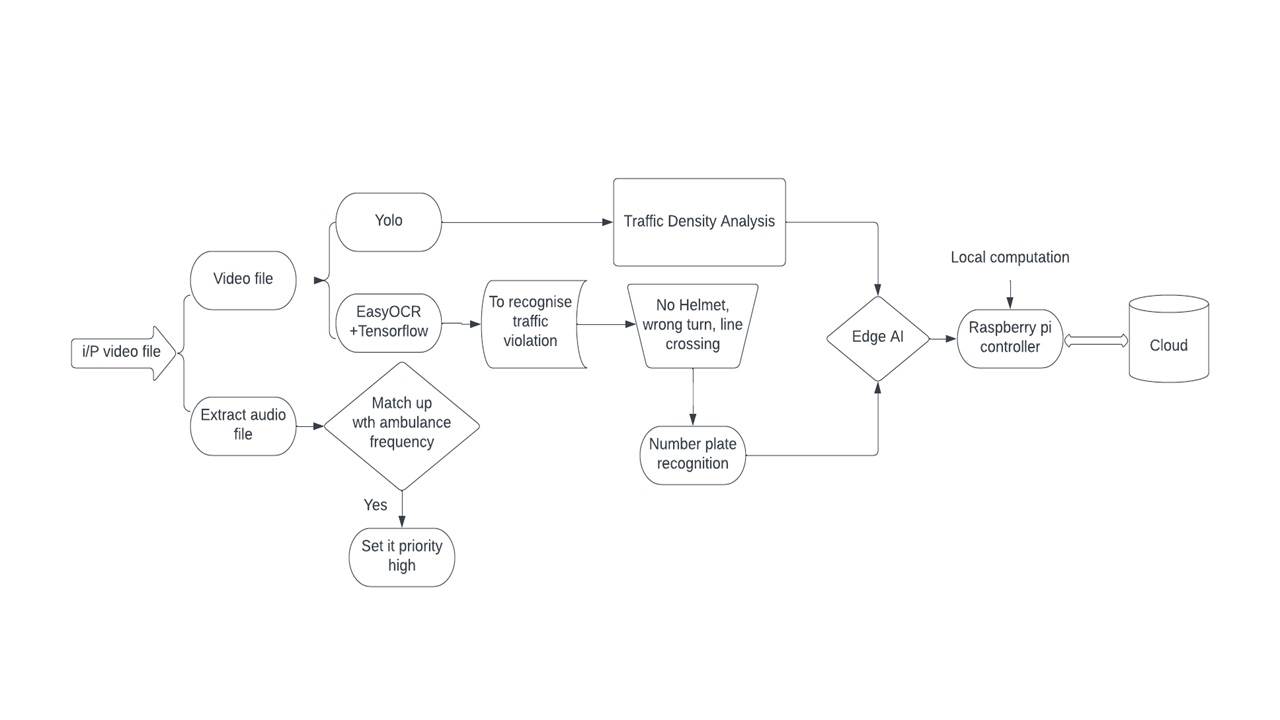 i/P video file
Video file
Extract audio
file
Yolo
EasyOCR
+Tensorflow
Match up
wth ambulance
frequency
Yes
Set it priority
high
To recognise
traffic
violation
Traffic Density Analysis
No Helmet,
wrong turn, line
crossing
Number plate
recognition
Edge AI
Local computation
Raspberry pi
controller
Cloud